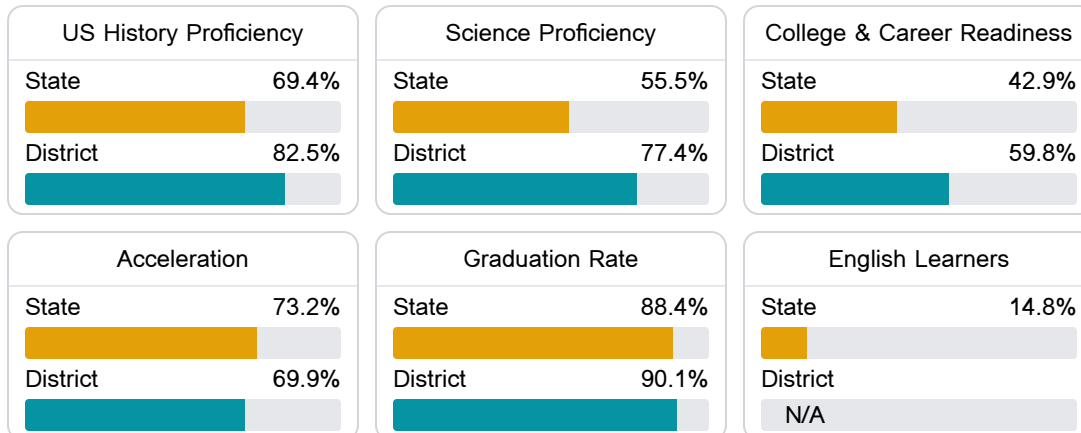 US History Proficiency
State 69.4%
District 82.5%
Science Proficiency
State 55.5%
District 77.4%
College & Career Readiness
State 42.9%
District 59.8%
Acceleration
State 73.2%
District 69.9%
Graduation Rate
State 88.4%
District 90.1%
English Learners
State 14.8%
District
N/A